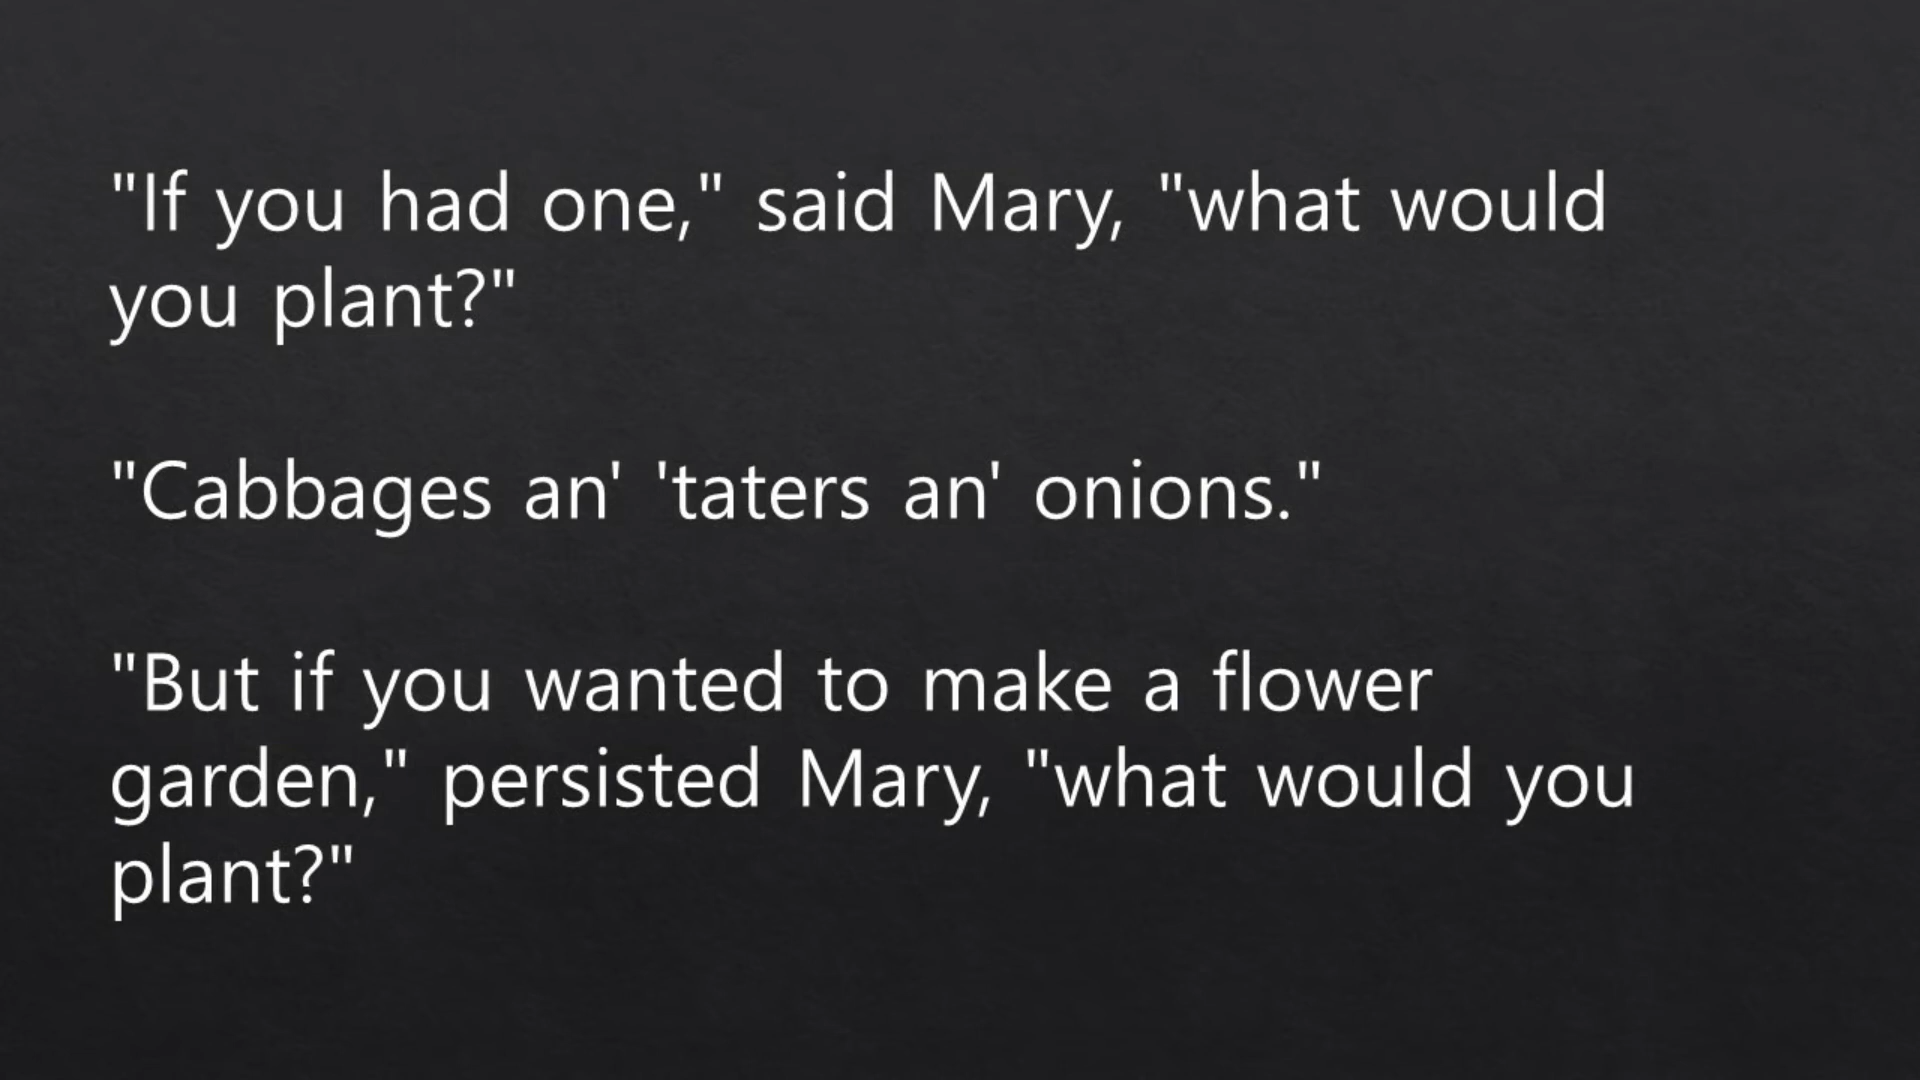 "If you had one," said Mary, "what would
you plant?"
"Cabbages an' 'taters an' onions."
"But if you wanted to make a flower
garden," persisted Mary, "what would you
plant?"